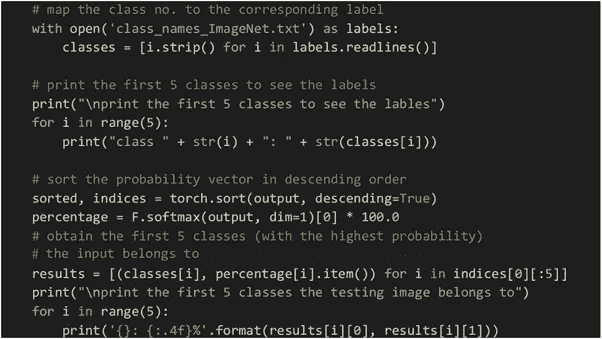 # map the class no. to the corresponding label
with open('class_names_ImageNet.txt') as labels:
    classes = [i.strip() for i in labels.readlines()]

# print the first 5 classes to see the labels
print("\nprint the first 5 classes to see the lables")
for i in range(5):
    print("class " + str(i) + ": " + str(classes[i]))

# sort the probability vector in descending order
sorted, indices = torch.sort(output, descending=True)
percentage = F.softmax(output, dim=1)[0] * 100.0
# obtain the first 5 classes (with the highest probability)
# the input belongs to
results = [(classes[i], percentage[i].item()) for i in indices[0][:5]]
print("\nprint the first 5 classes the testing image belongs to")
for i in range(5):
    print('{}: {:.4f}%'.format(results[i][0], results[i][1]))